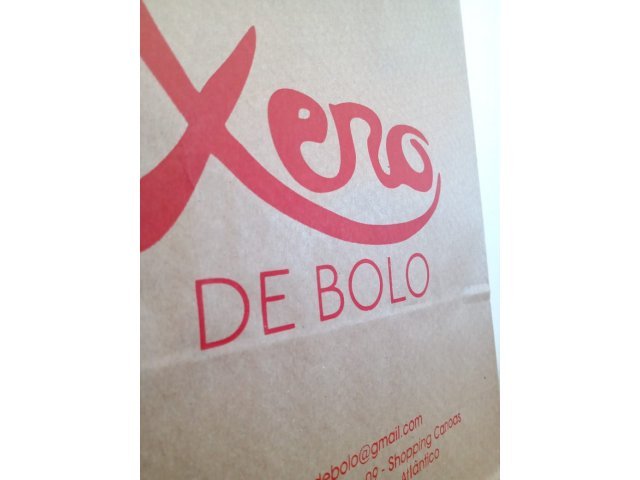 Xero
DE BOLO
debolo@gmail.com
- Shopping Canoas
Atlântico